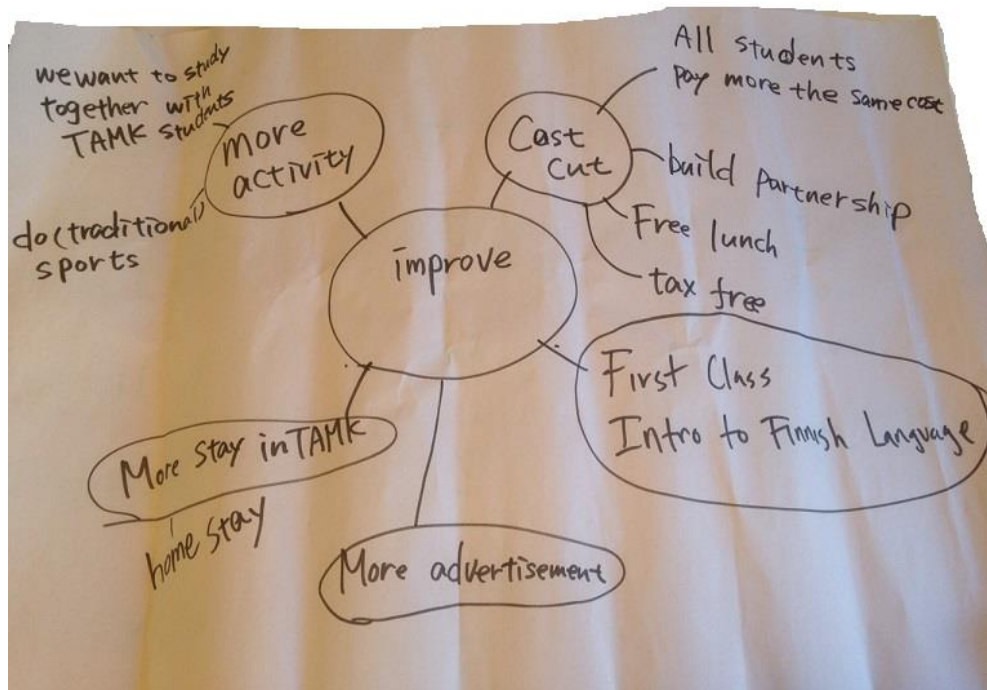 we want to study
together with
TAMK students
more
activity
do (traditional)
sports
Cost
cut
All students
pay more the same cost
build partnership
Free lunch
tax free
improve
First Class
Intro to Finnish Language
More stay in TAMK
home stay
More advertisement